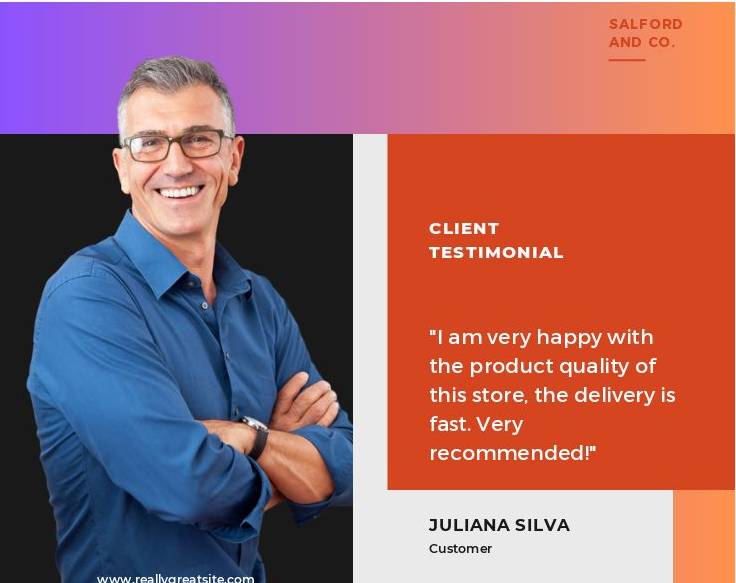 SALFORD
AND CO.
CLIENT
TESTIMONIAL
"I am very happy with
the product quality of
this store, the delivery is
fast. Very
recommended!"
JULIANA SILVA
Customer
www.reallygreatsite.com